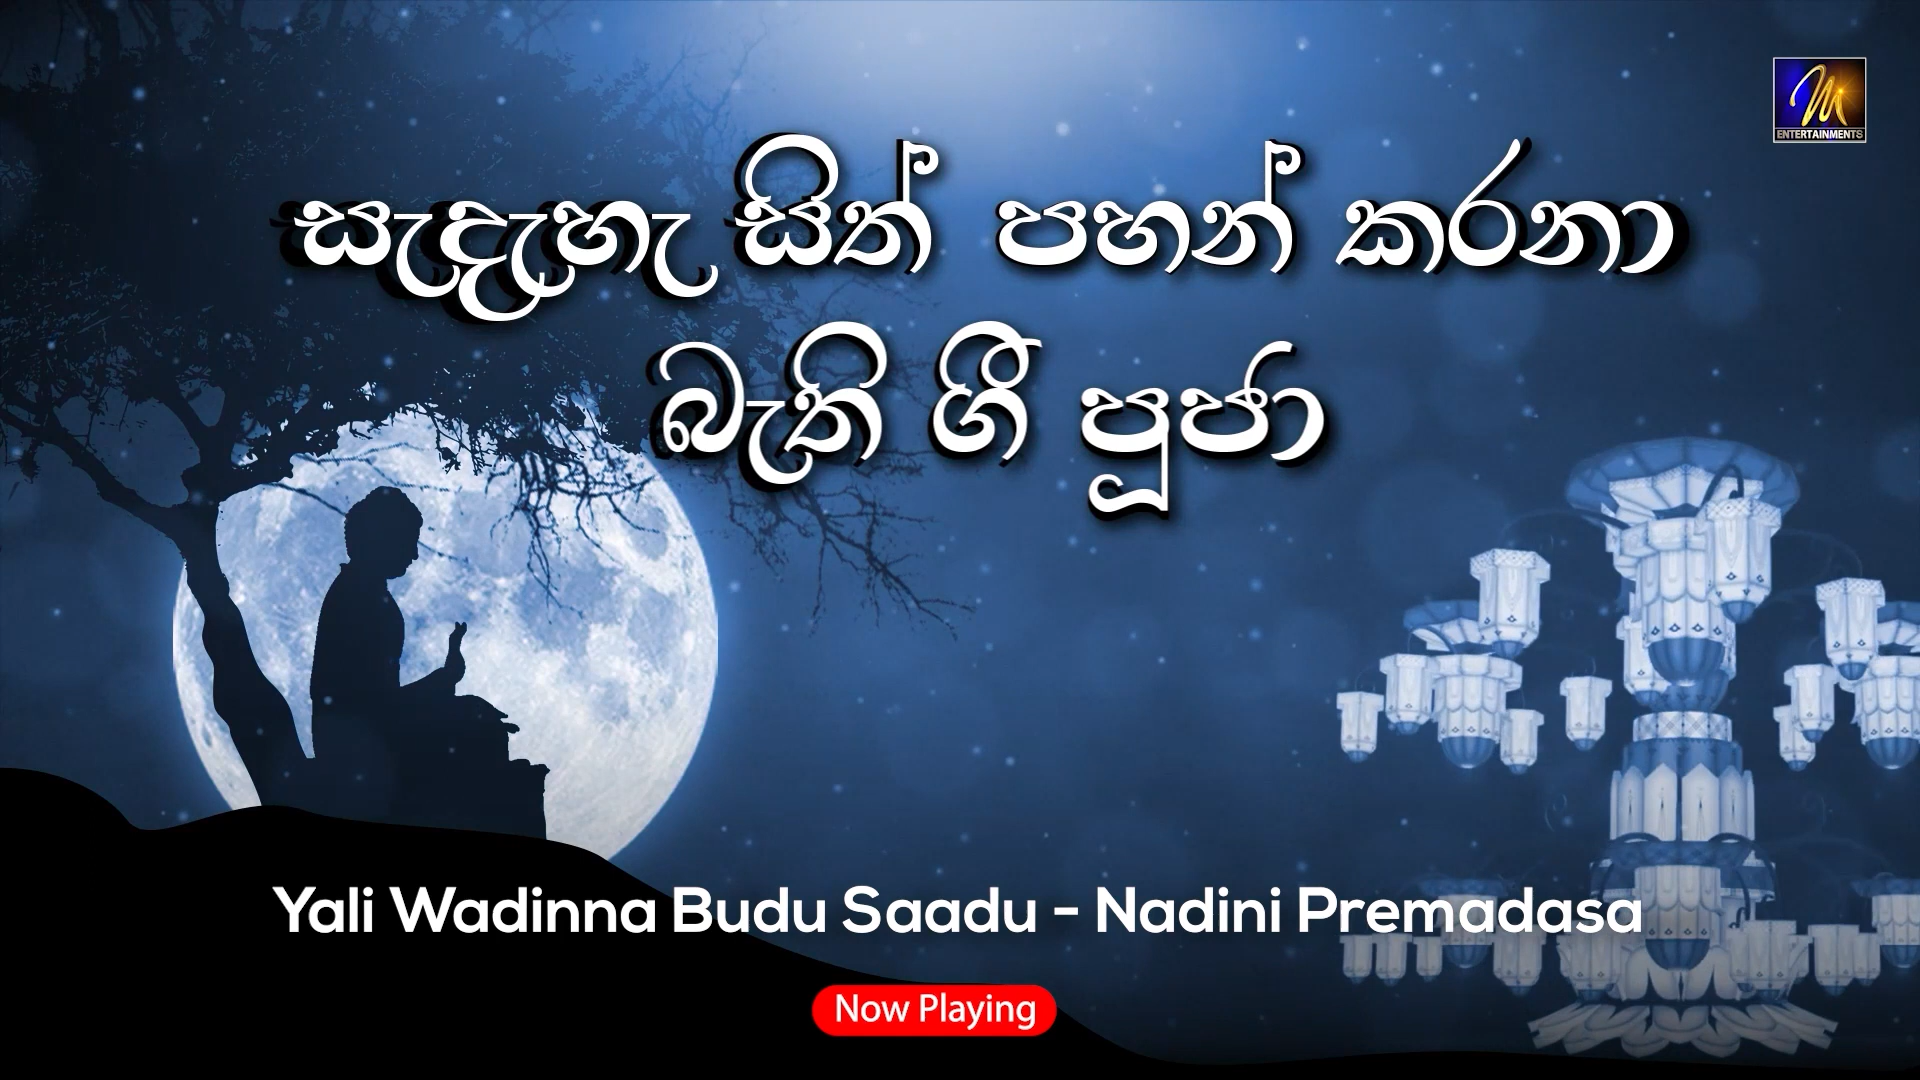 M
ENTERTAINMENTS
සැදැහැ සිත් පහන් කරනා
බැති ගී පූජා
Yali Wadinna Budu Saadu - Nadini Premadasa
Now Playing